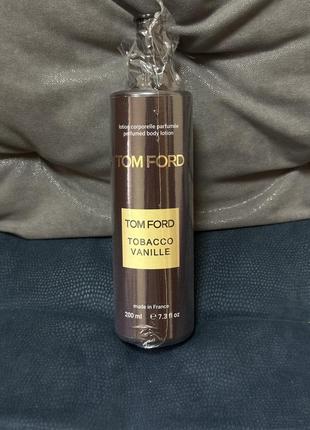 lotion corporelle parfumée
perfumed body lotion
TOM FORD
TOM FORD
TOBACCO
VANILLE
made in France
200 ml ℮ 7.3 fl oz